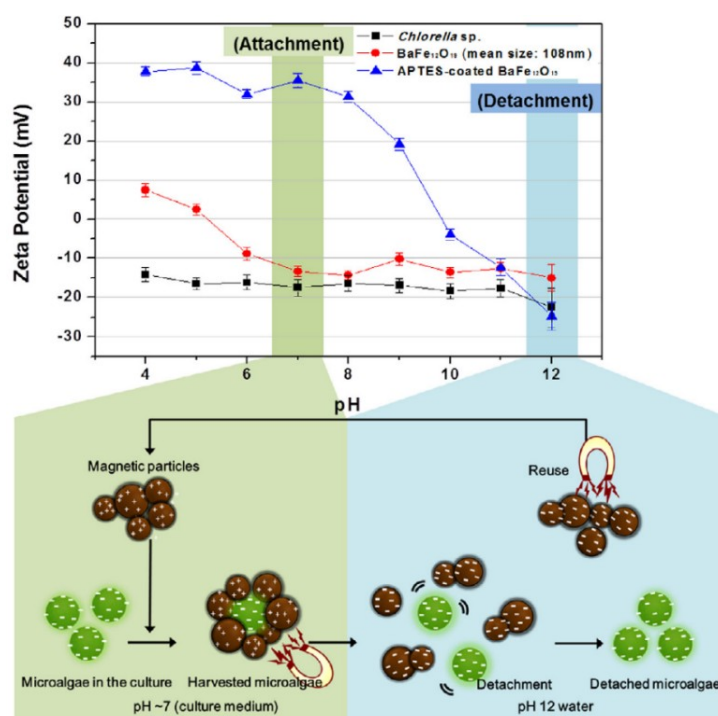 (Attachment)
Chlorella sp.
BaFe₁₂O₁₉ (mean size: 108nm)
APTES-coated BaFe₁₂O₁₉
(Detachment)
Zeta Potential (mV)
50
40
30
20
10
0
-10
-20
-30
4 6 8 10 12
pH
Magnetic particles
Reuse
Microalgae in the culture
Harvested microalgae
Detachment
Detached microalgae
pH ~7 (culture medium)
pH 12 water